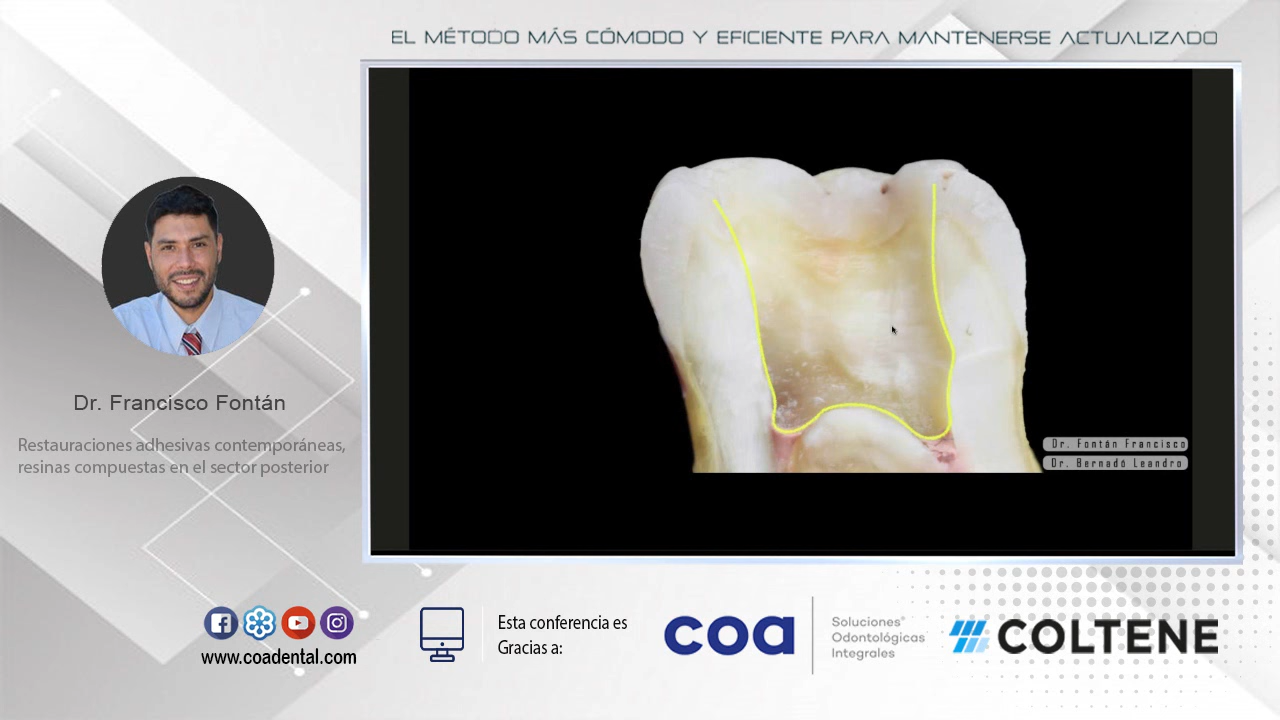 EL MÉTODO MÁS CÓMODO Y EFICIENTE PARA MANTENERSE ACTUALIZADO
Dr. Francisco Fontán
Restauraciones adhesivas contemporáneas,
resinas compuestas en el sector posterior
Dr. Fontán Francisco
Dr. Bernadó Leandro
www.coadental.com
Esta conferencia es
Gracias a:
coa
Soluciones®
Odontológicas
Integrales
COLTENE